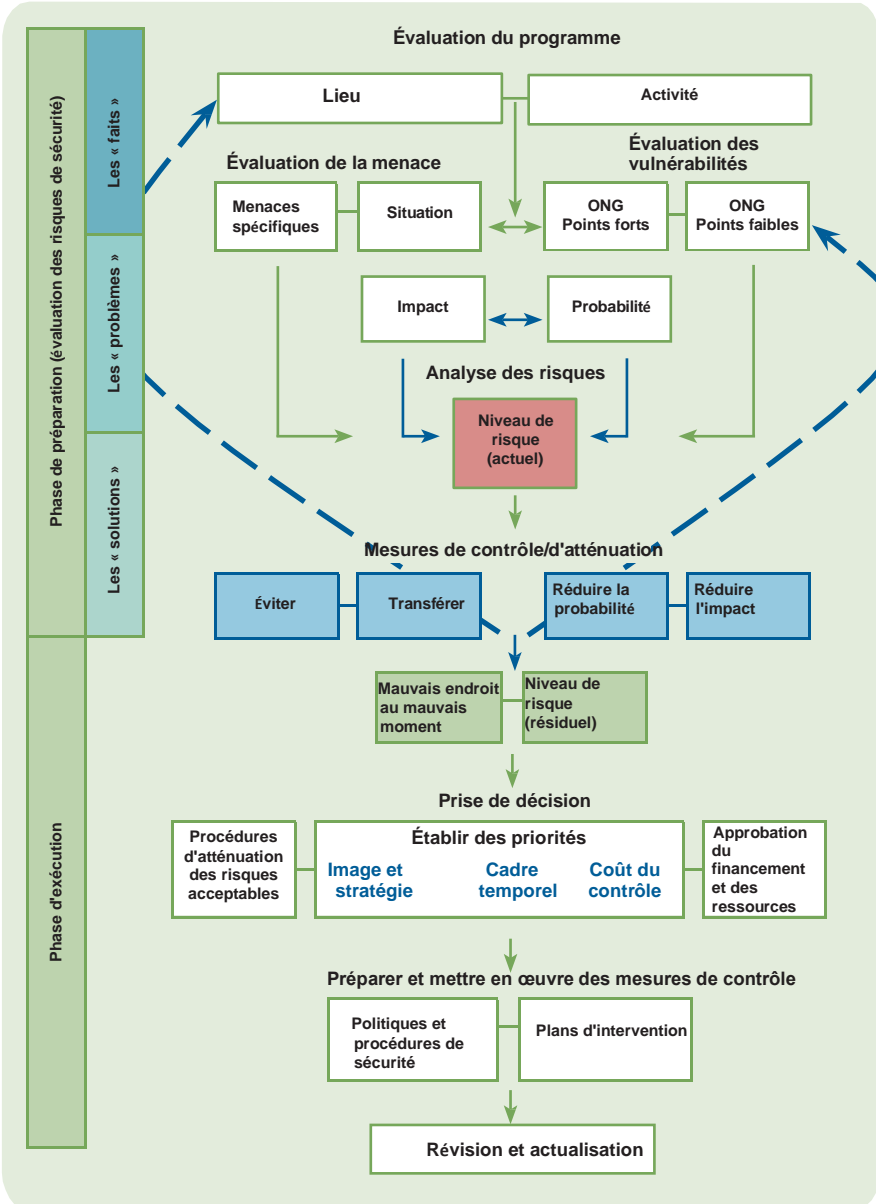 Évaluation du programme
Lieu
Activité
Évaluation de la menace
Évaluation des
vulnérabilités
Menaces
spécifiques
Situation
ONG
Points forts
ONG
Points faibles
Impact
Probabilité
Analyse des risques
Niveau de
risque
(actuel)
Mesures de contrôle/d'atténuation
Éviter
Transférer
Réduire la
probabilité
Réduire
l'impact
Mauvais endroit
au mauvais
moment
Niveau de
risque
(résiduel)
Prise de décision
Procédures
d'atténuation
des risques
acceptables
Établir des priorités
Image et
stratégie
Cadre
temporel
Coût du
contrôle
Approbation
du
financement
et des
ressources
Préparer et mettre en œuvre des mesures de contrôle
Politiques et
procédures de
sécurité
Plans d'intervention
Révision et actualisation
Phase de préparation (évaluation des risques de sécurité)
Les « faits »
Les « problèmes »
Les « solutions »
Phase d'exécution